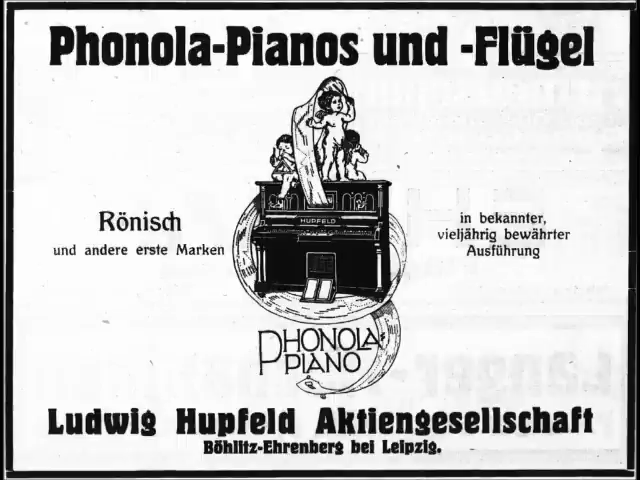 Phonola-Pianos und -Flügel
HUPFELD
Rönisch
und andere erste Marken
in bekannter,
vieljährig bewährter
Ausführung
PHONOLA-
PIANO
Ludwig Hupfeld Aktiengesellschaft
Böhlitz-Ehrenberg bei Leipzig.